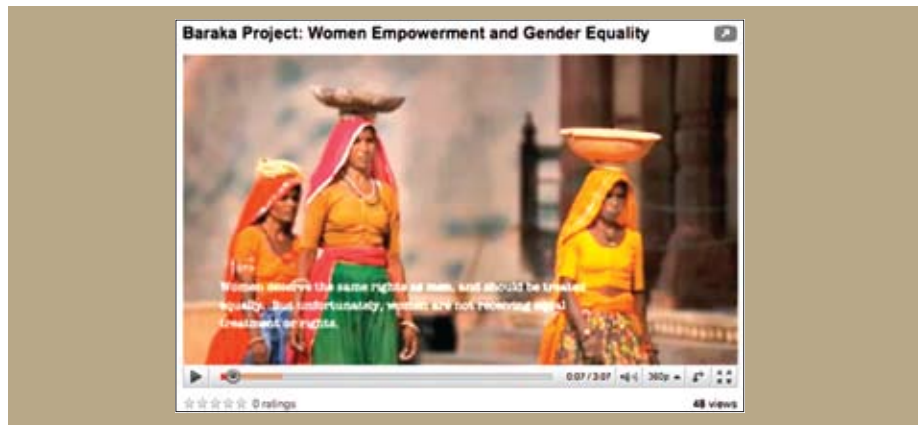 Baraka Project: Women Empowerment and Gender Equality
Women deserve the same rights as men, and should be treated
equally. But unfortunately, women are not receiving equal
treatment or rights.
0:07 / 3:07 360p
0 ratings 48 views